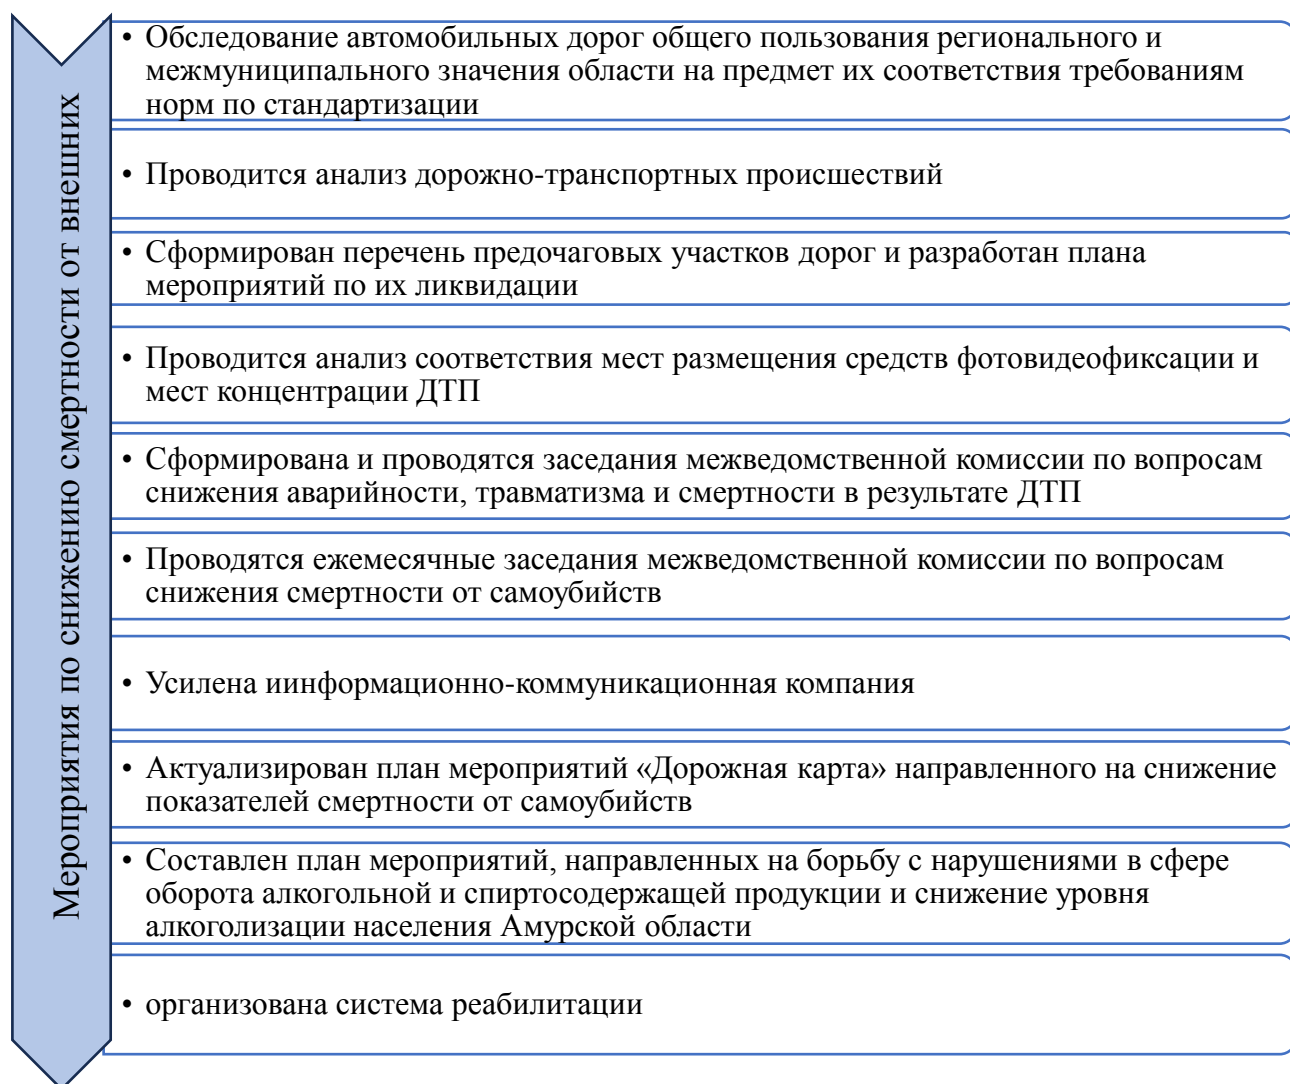 Мероприятия по снижению смертности от внешних
• Обследование автомобильных дорог общего пользования регионального и
межмуниципального значения области на предмет их соответствия требованиям
норм по стандартизации
• Проводится анализ дорожно-транспортных происшествий
• Сформирован перечень предочаговых участков дорог и разработан плана
мероприятий по их ликвидации
• Проводится анализ соответствия мест размещения средств фотовидеофиксации и
мест концентрации ДТП
• Сформирована и проводятся заседания межведомственной комиссии по вопросам
снижения аварийности, травматизма и смертности в результате ДТП
• Проводятся ежемесячные заседания межведомственной комиссии по вопросам
снижения смертности от самоубийств
• Усилена иинформационно-коммуникационная компания
• Актуализирован план мероприятий «Дорожная карта» направленного на снижение
показателей смертности от самоубийств
• Составлен план мероприятий, направленных на борьбу с нарушениями в сфере
оборота алкогольной и спиртосодержащей продукции и снижение уровня
алкоголизации населения Амурской области
• организована система реабилитации